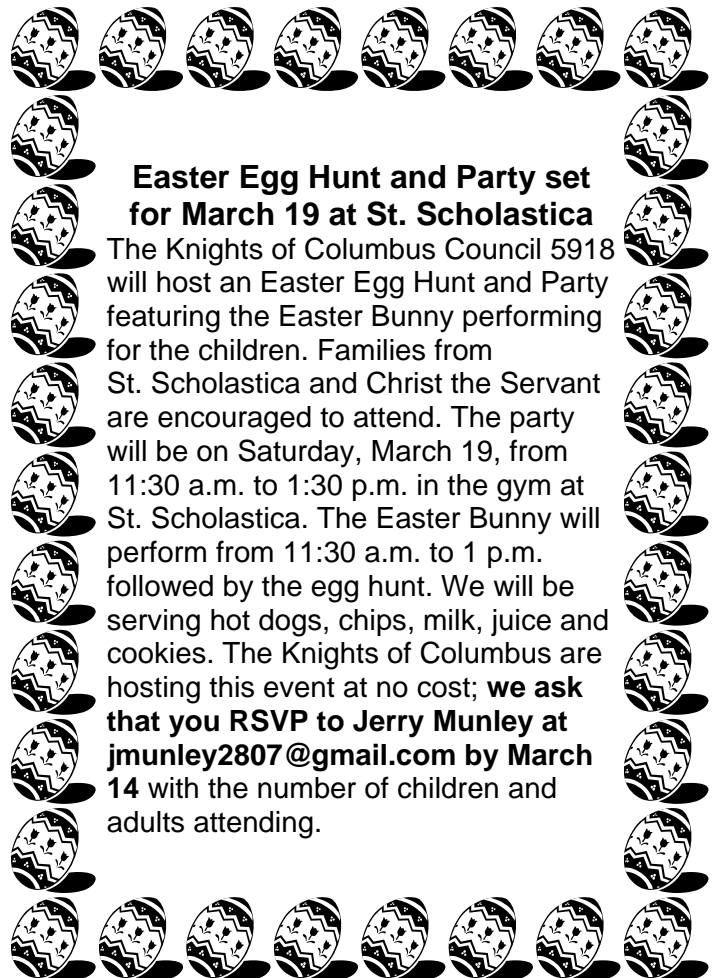 Easter Egg Hunt and Party set
for March 19 at St. Scholastica
The Knights of Columbus Council 5918
will host an Easter Egg Hunt and Party
featuring the Easter Bunny performing
for the children. Families from
St. Scholastica and Christ the Servant
are encouraged to attend. The party
will be on Saturday, March 19, from
11:30 a.m. to 1:30 p.m. in the gym at
St. Scholastica. The Easter Bunny will
perform from 11:30 a.m. to 1 p.m.
followed by the egg hunt. We will be
serving hot dogs, chips, milk, juice and
cookies. The Knights of Columbus are
hosting this event at no cost; we ask
that you RSVP to Jerry Munley at
jmunley2807@gmail.com by March
14 with the number of children and
adults attending.